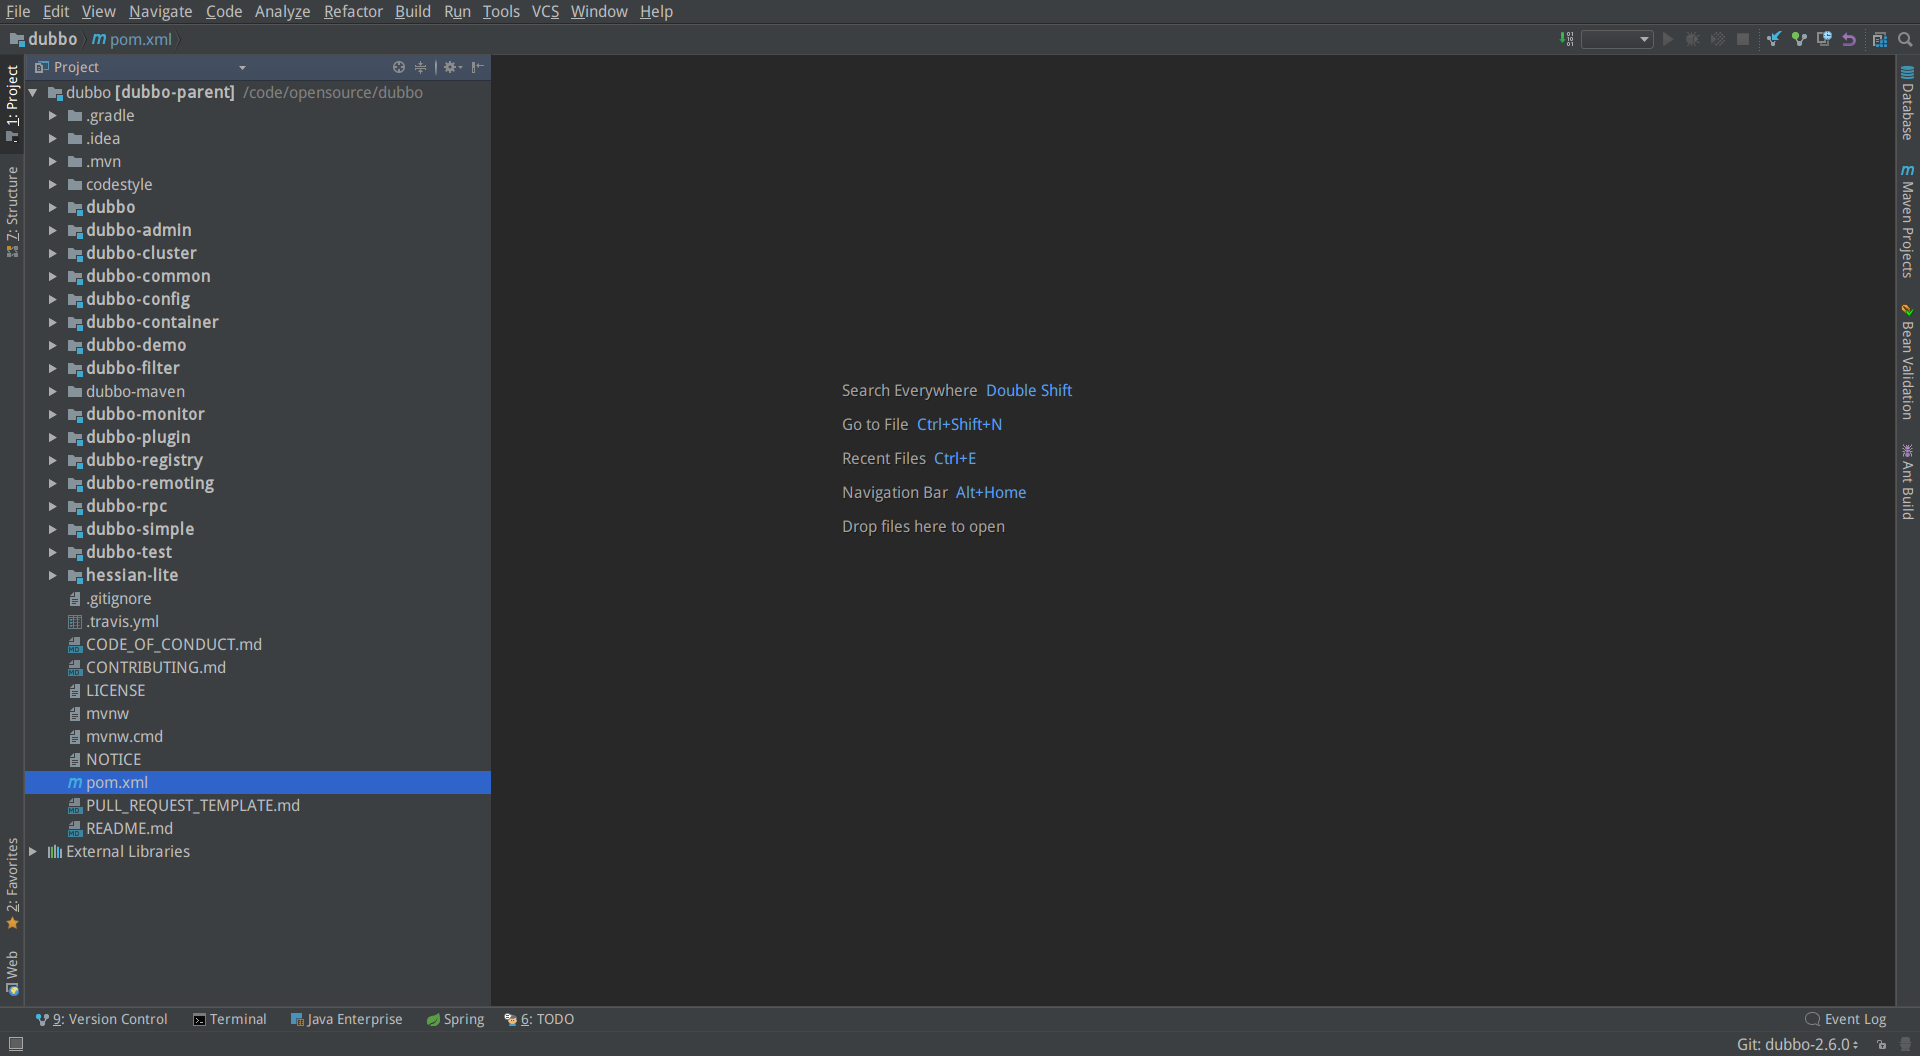 File Edit View Navigate Code Analyze Refactor Build Run Tools VCS Window Help
dubbo pom.xml
Project
dubbo [dubbo-parent] /code/opensource/dubbo
.gradle
.idea
.mvn
codestyle
dubbo
dubbo-admin
dubbo-cluster
dubbo-common
dubbo-config
dubbo-container
dubbo-demo
dubbo-filter
dubbo-maven
dubbo-monitor
dubbo-plugin
dubbo-registry
dubbo-remoting
dubbo-rpc
dubbo-simple
dubbo-test
hessian-lite
.gitignore
.travis.yml
CODE_OF_CONDUCT.md
CONTRIBUTING.md
LICENSE
mvnw
mvnw.cmd
NOTICE
pom.xml
PULL_REQUEST_TEMPLATE.md
README.md
External Libraries
1: Project
7: Structure
2: Favorites
Web
Search Everywhere Double Shift
Go to File Ctrl+Shift+N
Recent Files Ctrl+E
Navigation Bar Alt+Home
Drop files here to open
Database
Maven Projects
Bean Validation
Ant Build
9: Version Control Terminal Java Enterprise Spring 6: TODO Event Log
Git: dubbo-2.6.0